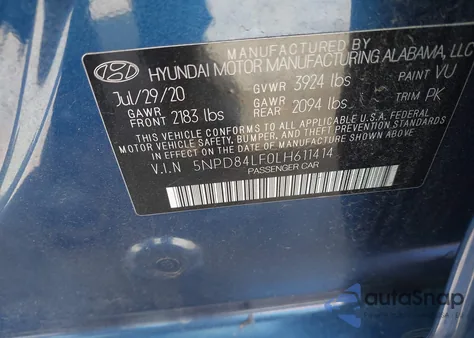 MANUFACTURED BY
HYUNDAI MOTOR MANUFACTURING ALABAMA, LLC
Jul/29/20 GVWR 3924 lbs PAINT VU
GAWR FRONT 2183 lbs GAWR REAR 2094 lbs TRIM PK
THIS VEHICLE CONFORMS TO ALL APPLICABLE U.S.A. FEDERAL
MOTOR VEHICLE SAFETY, BUMPER, AND THEFT PREVENTION STANDARDS
IN EFFECT ON THE DATE OF MANUFACTURE SHOWN ABOVE
V.I.N 5NPD84LF0LH611414
PASSENGER CAR
autoSnap